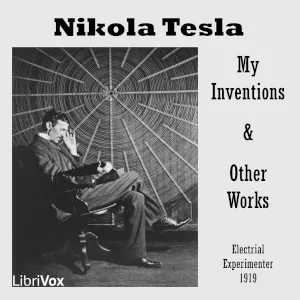 Nikola Tesla
My
Inventions
&
Other
Works
Electrial
Experimenter
1919
LibriVox